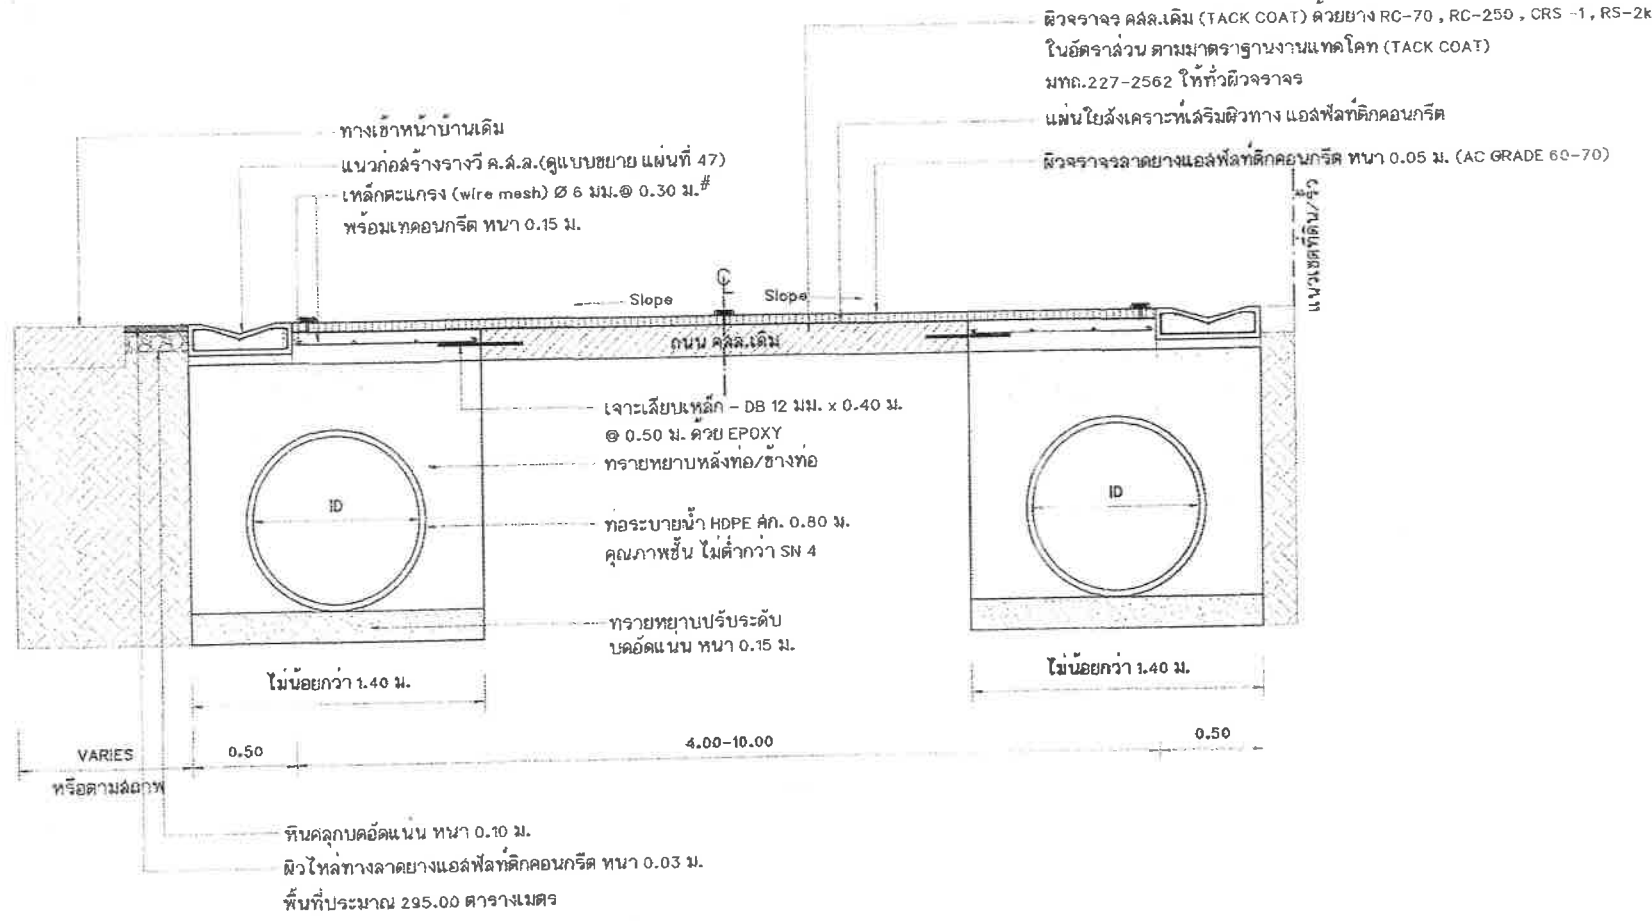 ผิวจราจร คสล.เดิม (TACK COAT) ด้วยยาง RC-70 , RC-250 , CRS -1 , RS-2k
ในอัตราส่วน ตามมาตราฐานงานแทคโคท (TACK COAT)
มทถ.227-2562 ให้ทั่วผิวจราจร
แผ่นใยสังเคราะห์เสริมผิวทาง แอสฟัลท์ติกคอนกรีต
ผิวจราจรลาดยางแอสฟัลท์ติกคอนกรีต หนา 0.05 ม. (AC GRADE 60-70)
ทางเข้าหน้าบ้านเดิม
แนวก่อสร้างรางวี ค.ส.ล.(ดูแบบขยาย แผ่นที่ 47)
เหล็กตะแกรง (wire mesh) Ø 6 มม.@ 0.30 ม.#
พร้อมเทคอนกรีต หนา 0.15 ม.
แนวเขตที่ดิน/รั้ว
Slope
Slope
ถนน คสล.เดิม
เจาะเสียบเหล็ก - DB 12 มม. x 0.40 ม.
@ 0.50 ม. ด้วย EPOXY
ทรายหยาบหลังท่อ/ข้างท่อ
ID
ID
ท่อระบายน้ำ HDPE ศก. 0.80 ม.
คุณภาพชั้น ไม่ต่ำกว่า SN 4
ทรายหยาบปรับระดับ
บดอัดแน่น หนา 0.15 ม.
ไม่น้อยกว่า 1.40 ม.
ไม่น้อยกว่า 1.40 ม.
VARIES
หรือตามสภาพ
0.50
4.00-10.00
0.50
หินคลุกบดอัดแน่น หนา 0.10 ม.
ผิวไหล่ทางลาดยางแอสฟัลท์ติกคอนกรีต หนา 0.03 ม.
พื้นที่ประมาณ 295.00 ตารางเมตร